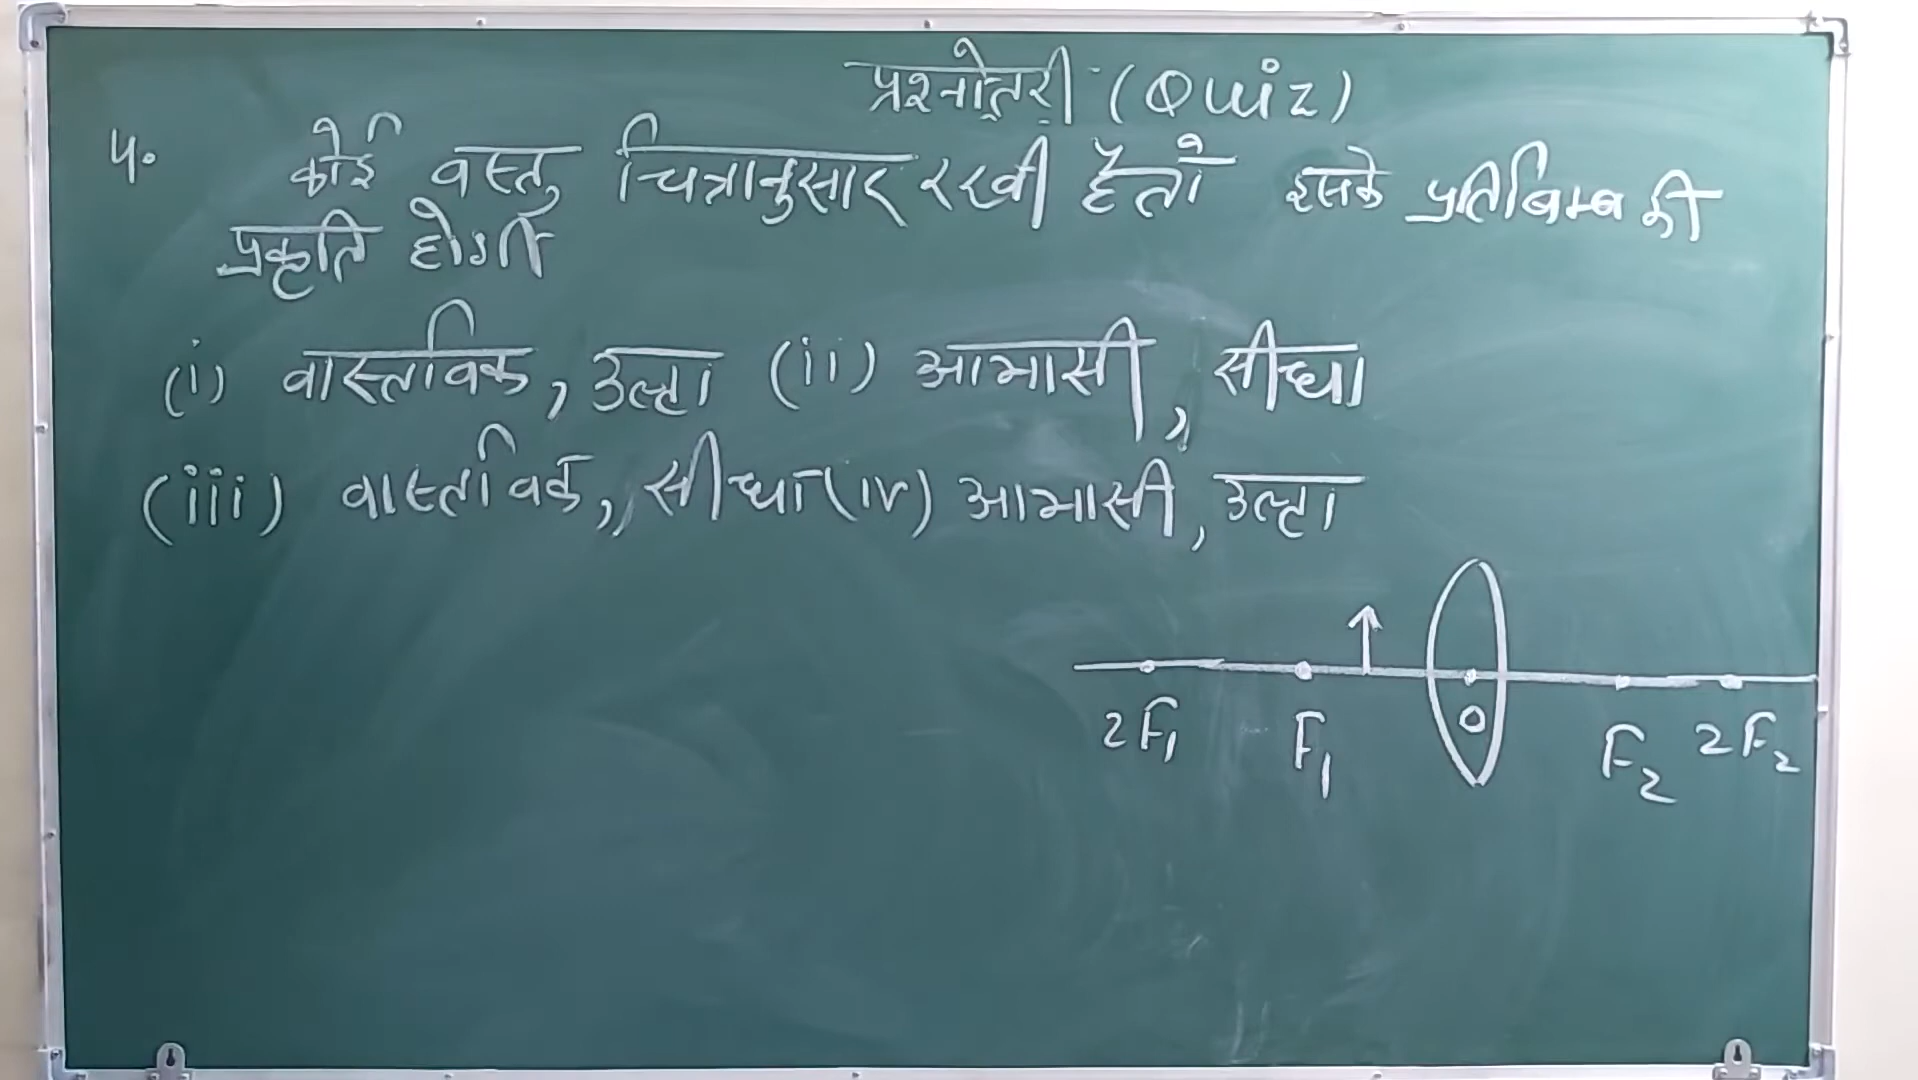 प्रश्नोत्तरी (Quiz)
5. कोई वस्तु चित्रानुसार रखी है तो इसके प्रतिबिम्ब की
प्रकृति होगी
(i) वास्तविक, उल्टा (ii) आभासी, सीधा
(iii) वास्तविक, सीधा (iv) आभासी, उल्टा
2F₁ F₁ O F₂ 2F₂